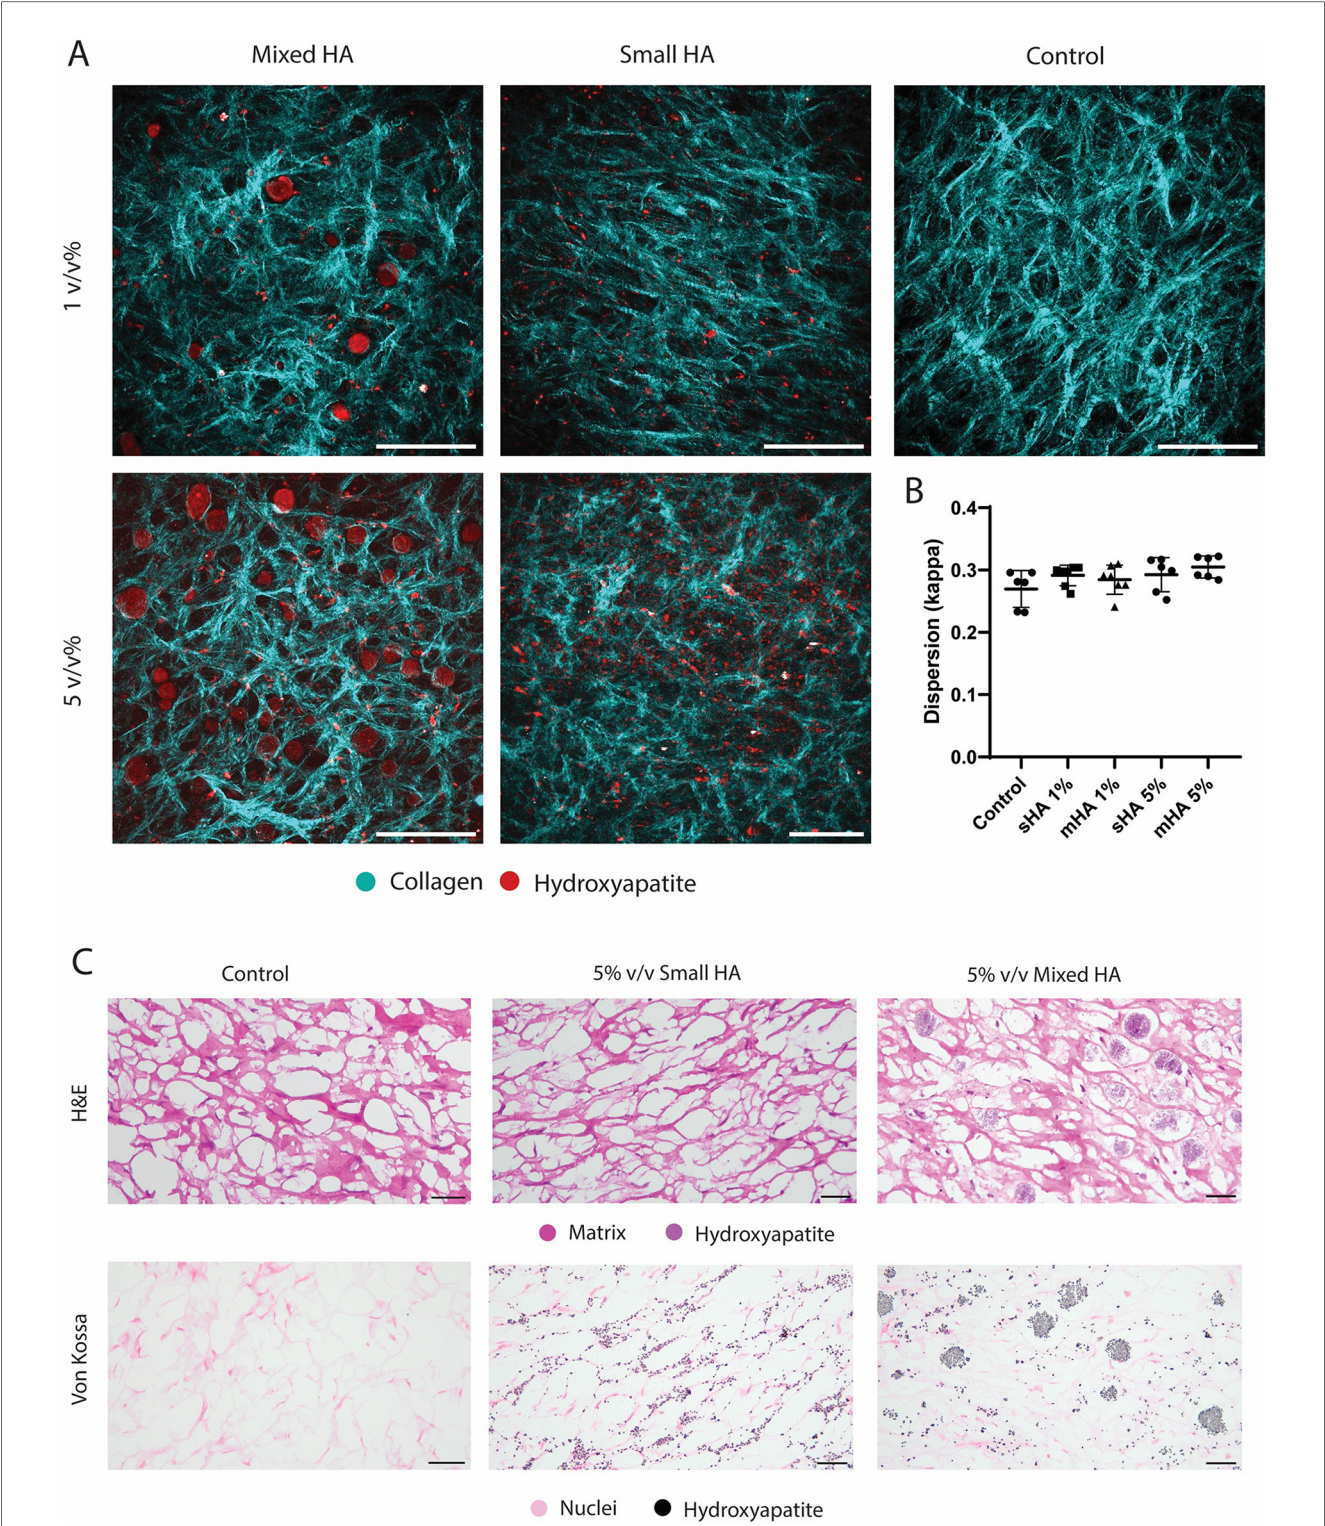 A
Mixed HA
Small HA
Control
1 v/v%
5 v/v%
B
Dispersion (kappa)
0.4
0.3
0.2
0.1
0.0
Control
sHA 1%
mHA 1%
sHA 5%
mHA 5%
Collagen
Hydroxyapatite
C
Control
5% v/v Small HA
5% v/v Mixed HA
H&E
Matrix
Hydroxyapatite
Von Kossa
Nuclei
Hydroxyapatite